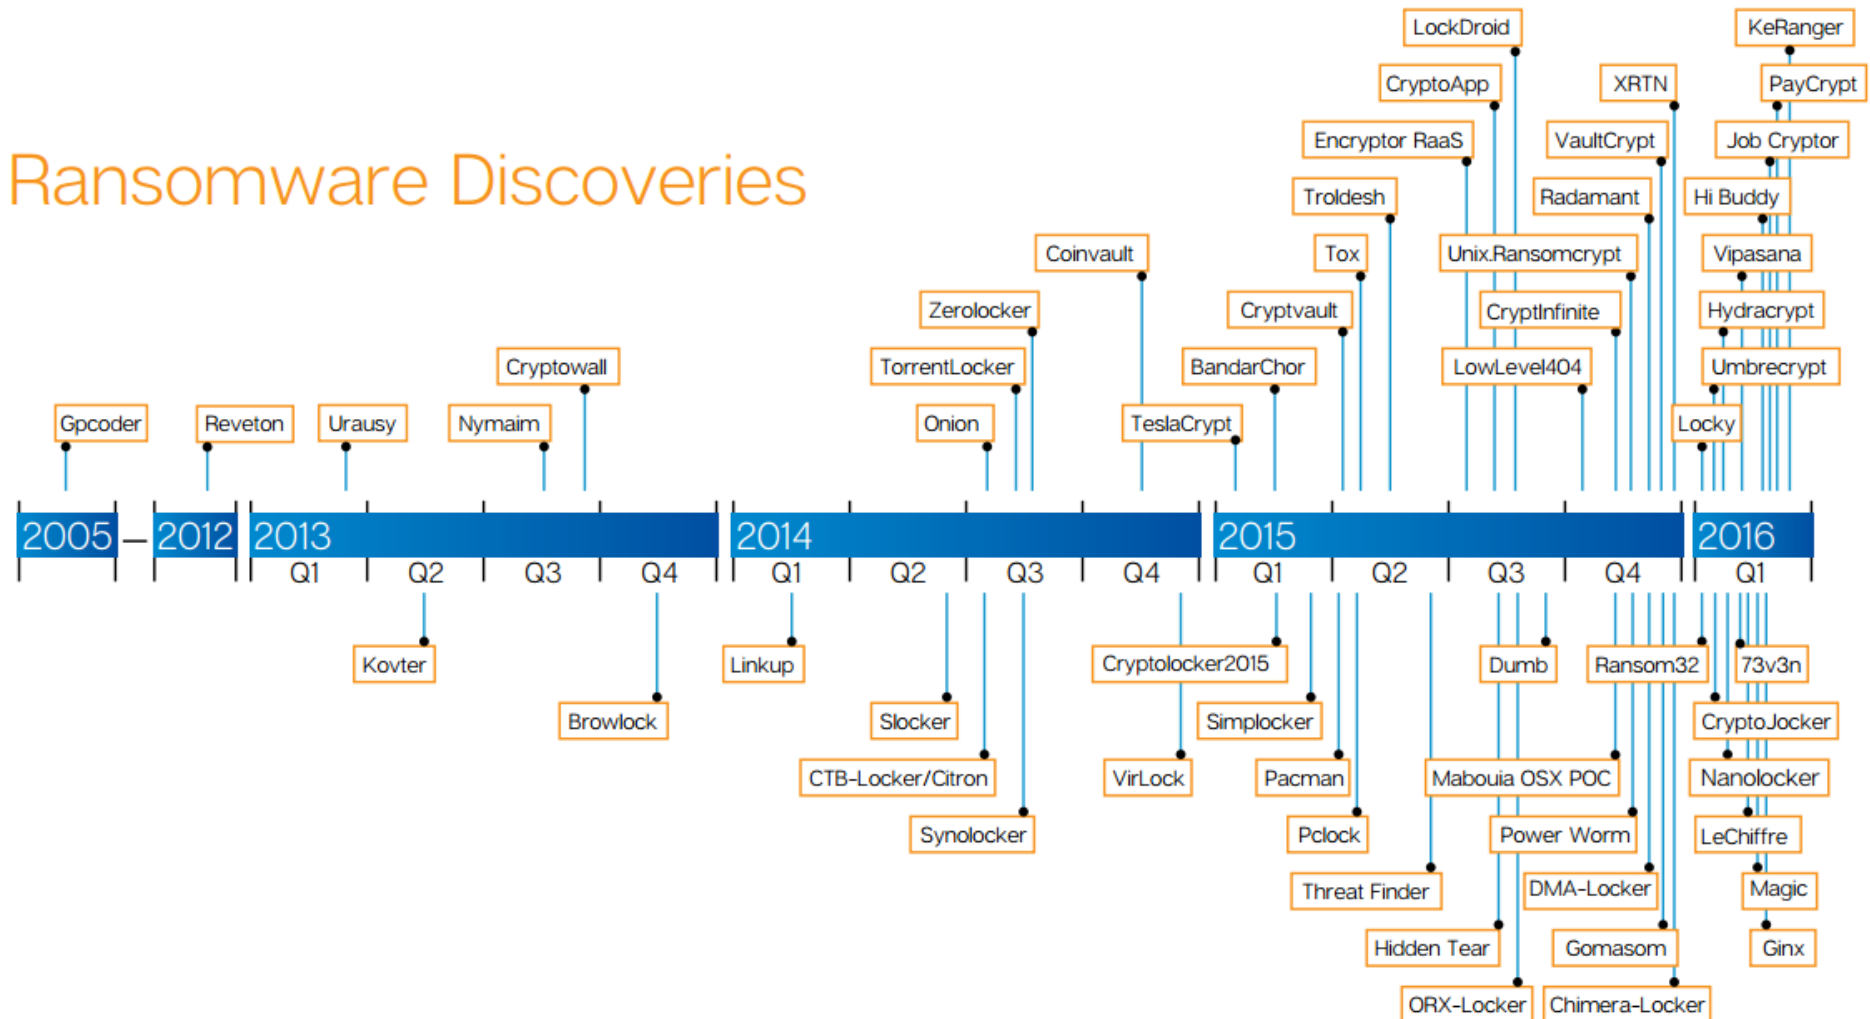 LockDroid
KeRanger
CryptoApp
XRTN
PayCrypt
Encryptor RaaS
VaultCrypt
Job Cryptor
Ransomware Discoveries
Troldesh
Radamant
Hi Buddy
Coinvault
Tox
Unix.Ransomcrypt
Vipasana
Zerolocker
Cryptvault
CryptInfinite
Hydracrypt
Cryptowall
TorrentLocker
BandarChor
LowLevel404
Umbrecrypt
Gpcoder
Reveton
Urausy
Nymaim
Onion
TeslaCrypt
Locky
2005 – 2012 2013 2014 2015 2016
Q1 Q2 Q3 Q4 Q1 Q2 Q3 Q4 Q1 Q2 Q3 Q4 Q1
Kovter
Linkup
Cryptolocker2015
Dumb
Ransom32
73v3n
Browlock
Slocker
Simplocker
CryptoJocker
CTB-Locker/Citron
VirLock
Pacman
Mabouia OSX POC
Nanolocker
Synolocker
Pclock
Power Worm
LeChiffre
Threat Finder
DMA-Locker
Magic
Hidden Tear
Gomasom
Ginx
ORX-Locker
Chimera-Locker